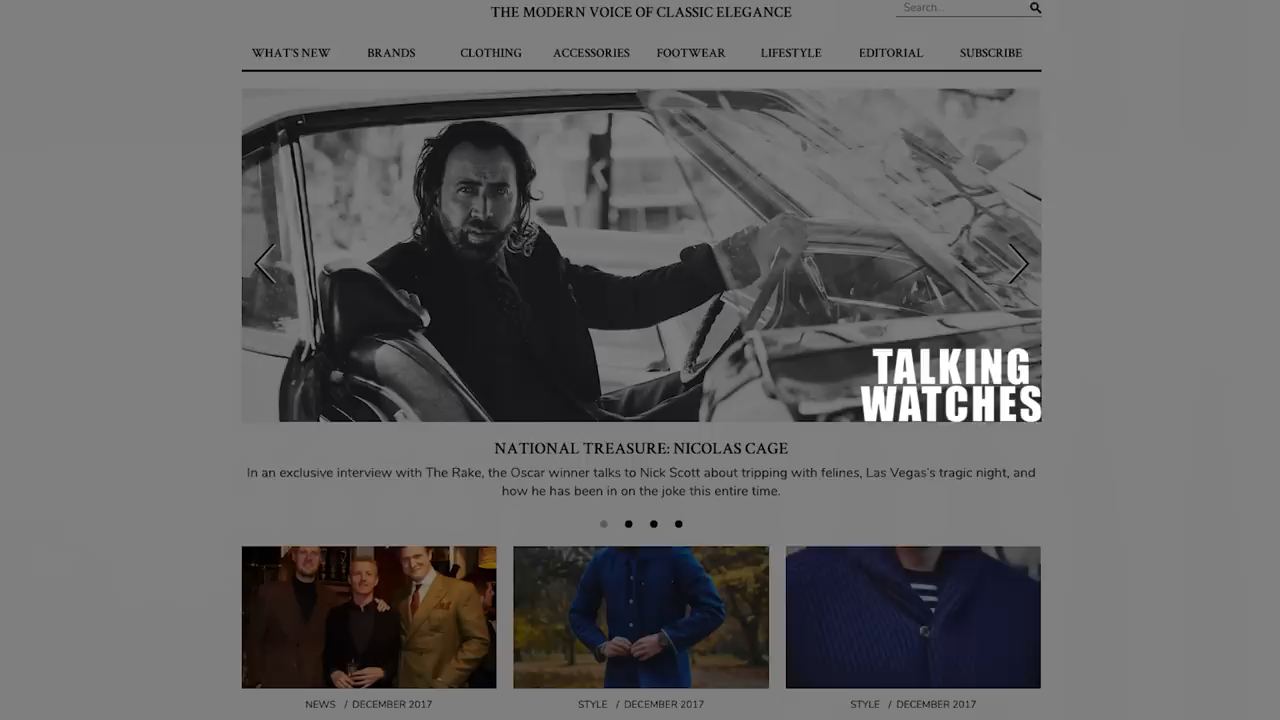 THE MODERN VOICE OF CLASSIC ELEGANCE
Search...
WHAT'S NEW BRANDS CLOTHING ACCESSORIES FOOTWEAR LIFESTYLE EDITORIAL SUBSCRIBE
TALKING
WATCHES
NATIONAL TREASURE: NICOLAS CAGE
In an exclusive interview with The Rake, the Oscar winner talks to Nick Scott about tripping with felines, Las Vegas's tragic night, and
how he has been in on the joke this entire time.
NEWS / DECEMBER 2017
STYLE / DECEMBER 2017
STYLE / DECEMBER 2017